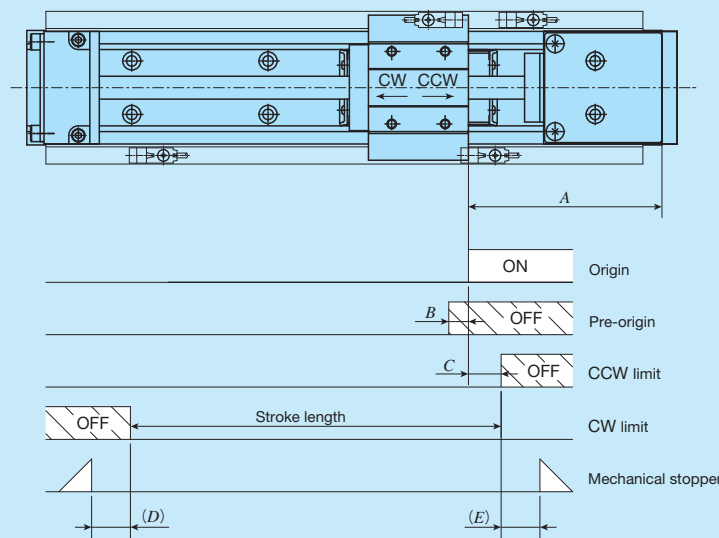 CW CCW
A
ON
Origin
B
OFF
Pre-origin
C
OFF
CCW limit
OFF
Stroke length
CW limit
Mechanical stopper
(D)
(E)